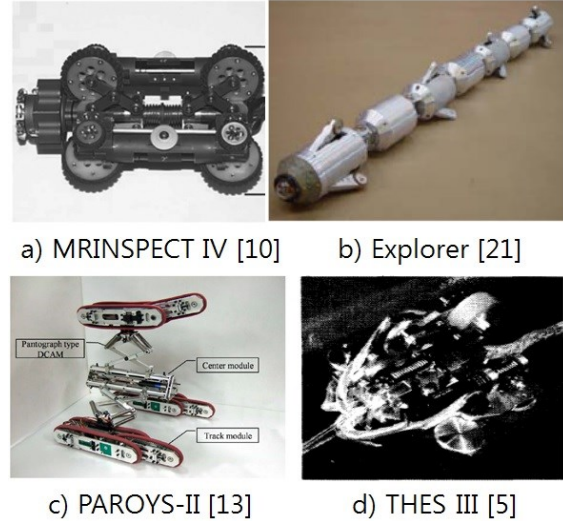 a) MRINSPECT IV [10]
b) Explorer [21]
Pantograph type
DCAM
Center module
Track module
c) PAROYS-II [13]
d) THES III [5]